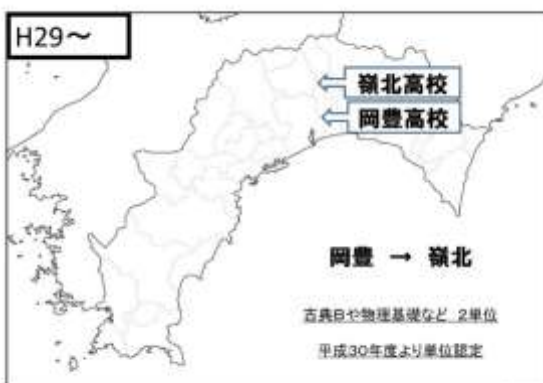 H29～
嶺北高校
岡豊高校
岡豊 → 嶺北
古典Bや物理基礎など 2単位
平成30年度より単位認定